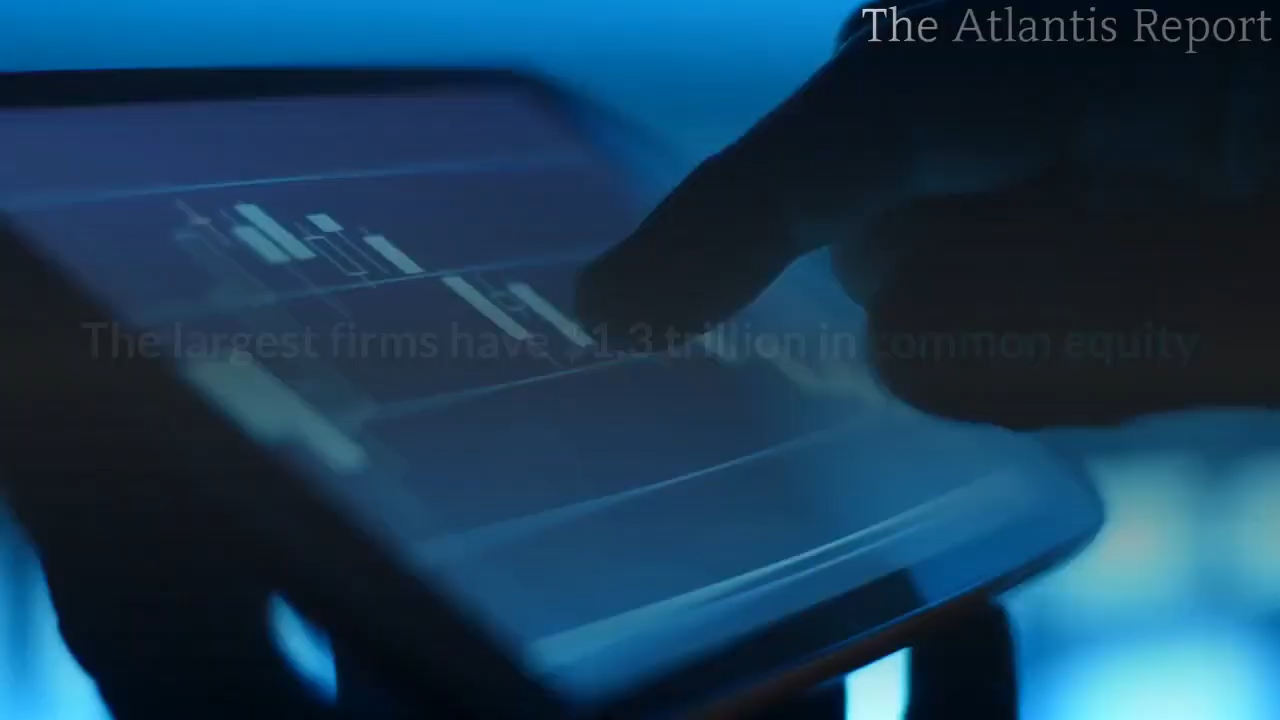 The Atlantis Report
The largest firms have $1.3 trillion in common equity